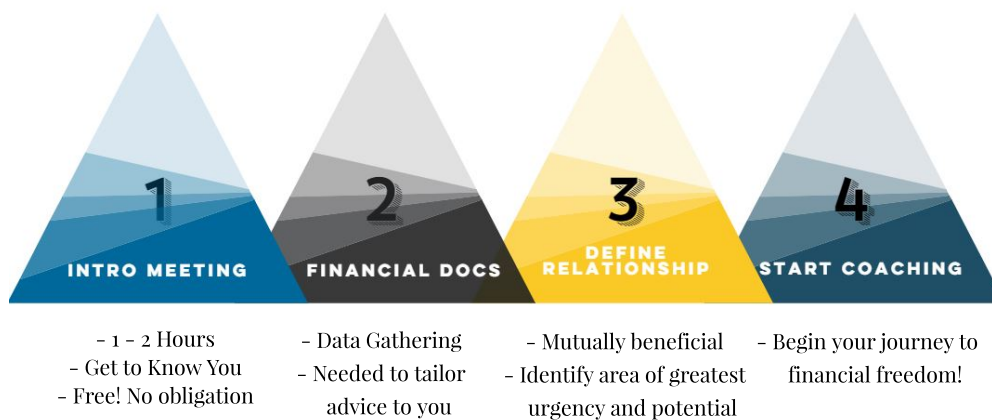 1
INTRO MEETING
- 1 - 2 Hours
- Get to Know You
- Free! No obligation
2
FINANCIAL DOCS
- Data Gathering
- Needed to tailor
advice to you
3
DEFINE
RELATIONSHIP
- Mutually beneficial
- Identify area of greatest
urgency and potential
4
START COACHING
- Begin your journey to
financial freedom!